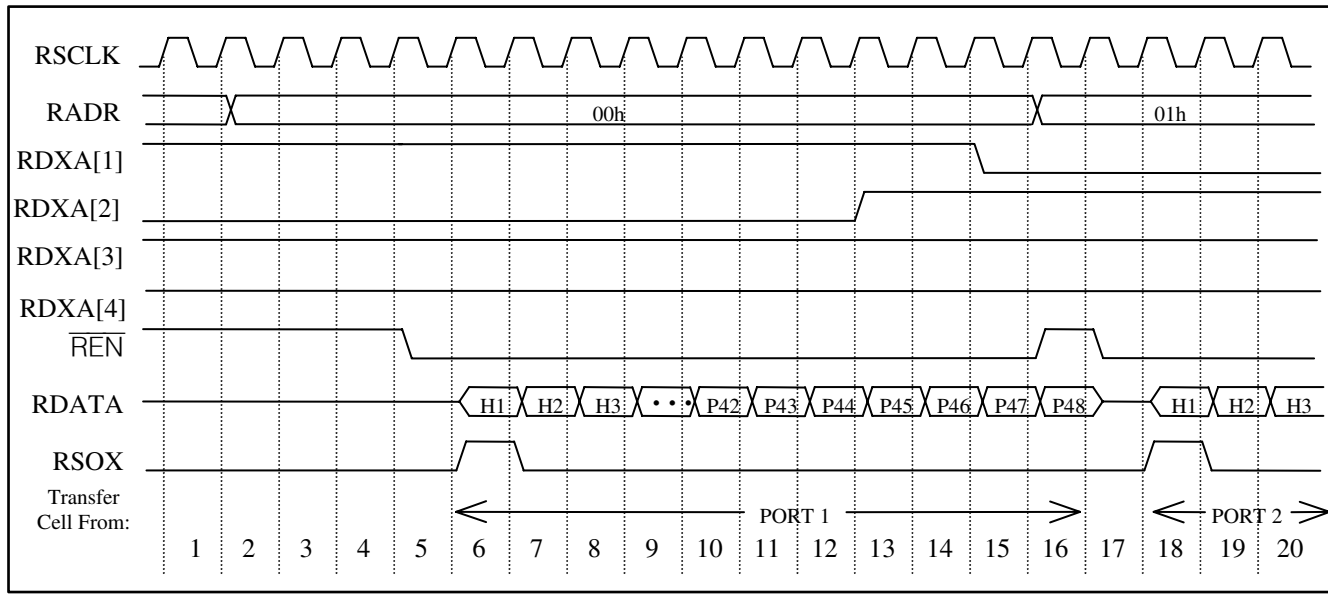 RSCLK
RADR 00h 01h
RDXA[1]
RDXA[2]
RDXA[3]
RDXA[4]
REN
RDATA H1 H2 H3 • • • P42 P43 P44 P45 P46 P47 P48 H1 H2 H3
RSOX
Transfer
Cell From: PORT 1 PORT 2
1 2 3 4 5 6 7 8 9 10 11 12 13 14 15 16 17 18 19 20